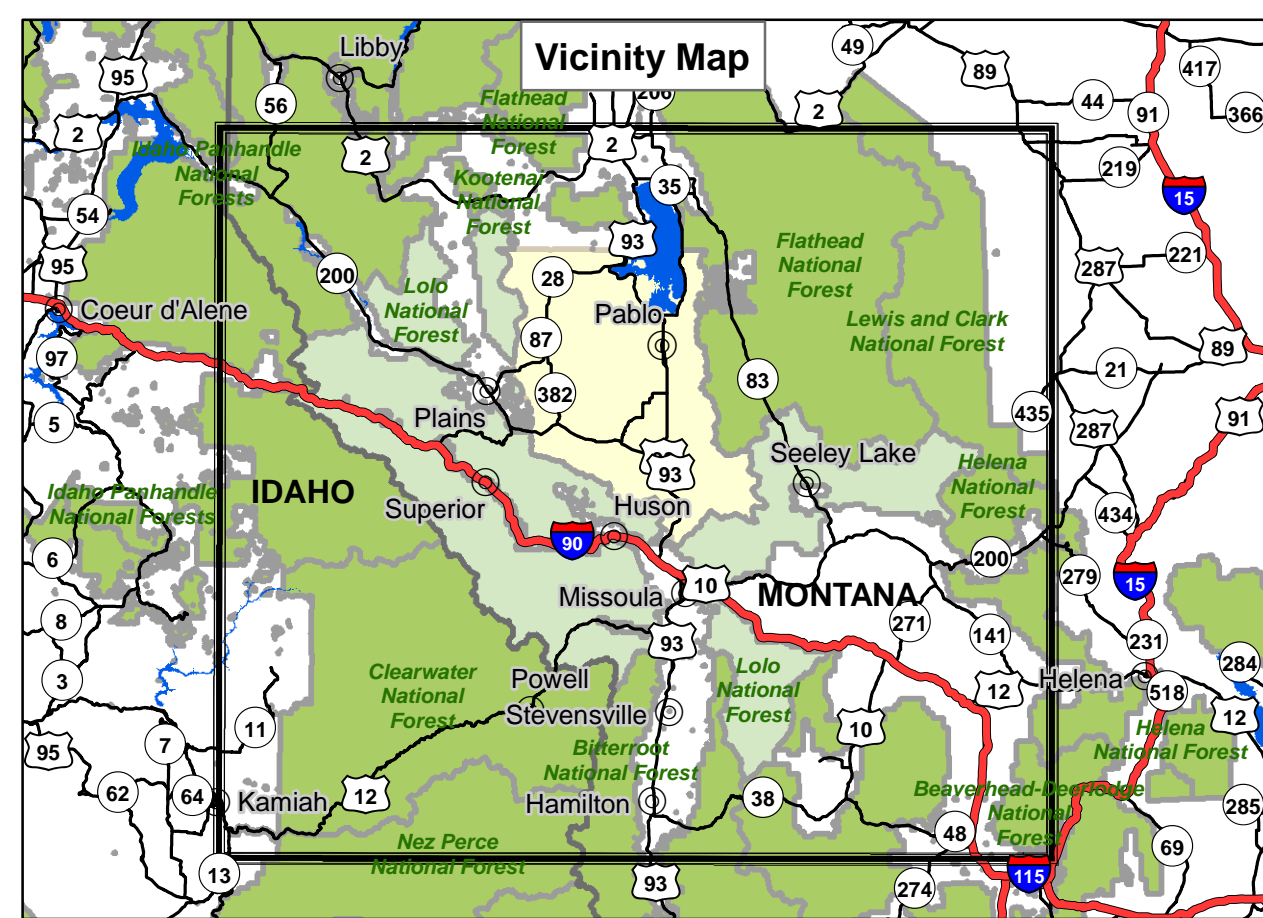 Vicinity Map
Libby
49
95
89
417
56
206
44
91
366
2
2
Flathead
National
Forest
2
2
Idaho Panhandle
National
Forests
219
Kootenai
National
Forest
35
15
54
93
221
95
200
28
Flathead
National
Forest
287
Lolo
National
Forest
Coeur d'Alene
Pablo
Lewis and Clark
National Forest
97
87
89
83
21
382
5
Plains
435
91
287
93
Seeley Lake
Idaho Panhandle
National Forests
IDAHO
Superior
Huson
Helena
National
Forest
434
6
90
200
279
15
8
Missoula
10
MONTANA
271
141
231
93
3
Clearwater
National
Forest
Powell
Lolo
National
Forest
12
Helena
284
518
Stevensville
12
11
10
95
7
Bitterroot
National Forest
Helena
National Forest
62
64
Kamiah
12
Hamilton
38
Beaverhead-Deerlodge
National
Forest
285
48
Nez Perce
National Forest
69
13
93
274
115